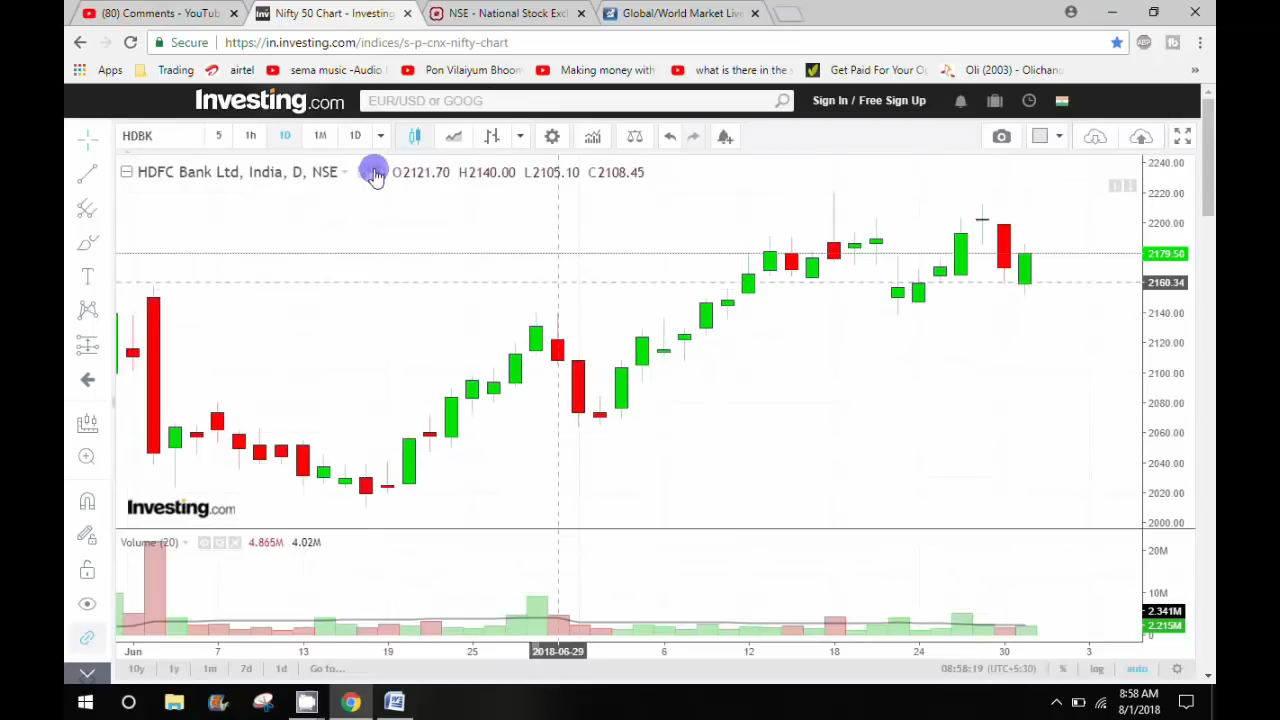 (80) Comments - YouTub
Nifty 50 Chart - Investing
NSE - National Stock Exc
Global/World Market Liv
Secure
https://in.investing.com/indices/s-p-cnx-nifty-chart
ABP
Apps
Trading
airtel
sema music -Audio
Pon Vilaiyum Bhoom
Making money with
what is there in the s
Get Paid For Your O
Oli (2003) - Olichand
Investing.com
EUR/USD or GOOG
Sign In / Free Sign Up
HDBK
5
1h
1D
1M
1D
HDFC Bank Ltd, India, D, NSE
O2121.70 H2140.00 L2105.10 C2108.45
2240.00
2220.00
2200.00
2179.50
2160.34
2140.00
2120.00
2100.00
2080.00
2060.00
2040.00
2020.00
2000.00
Investing.com
Volume (20)
4.865M 4.02M
20M
10M
2.341M
2.215M
0
Jun
7
13
19
25
2018-06-29
6
12
18
24
30
3
10y
1y
1m
7d
1d
Go to...
08:58:19 (UTC+5:30)
%
log
auto
8:58 AM
8/1/2018